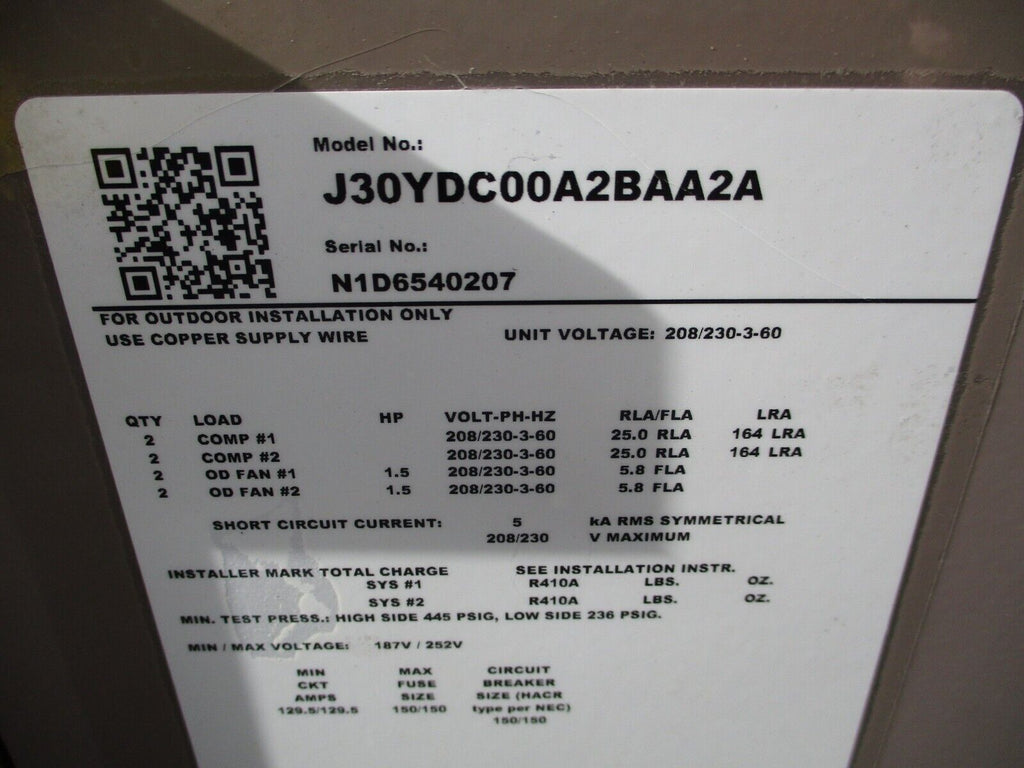 Model No.:
J30YDC00A2BAA2A
Serial No.:
N1D6540207
FOR OUTDOOR INSTALLATION ONLY
USE COPPER SUPPLY WIRE UNIT VOLTAGE: 208/230-3-60
QTY LOAD HP VOLT-PH-HZ RLA/FLA LRA
2 COMP #1 208/230-3-60 25.0 RLA 164 LRA
2 COMP #2 208/230-3-60 25.0 RLA 164 LRA
2 OD FAN #1 1.5 208/230-3-60 5.8 FLA
2 OD FAN #2 1.5 208/230-3-60 5.8 FLA
SHORT CIRCUIT CURRENT: 5 kA RMS SYMMETRICAL
208/230 V MAXIMUM
INSTALLER MARK TOTAL CHARGE SEE INSTALLATION INSTR.
SYS #1 R410A LBS. OZ.
SYS #2 R410A LBS. OZ.
MIN. TEST PRESS.: HIGH SIDE 445 PSIG, LOW SIDE 236 PSIG.
MIN / MAX VOLTAGE: 187V / 252V
MIN MAX CIRCUIT
CKT FUSE BREAKER
AMPS SIZE SIZE (HACR
129.5/129.5 150/150 type per NEC)
150/150